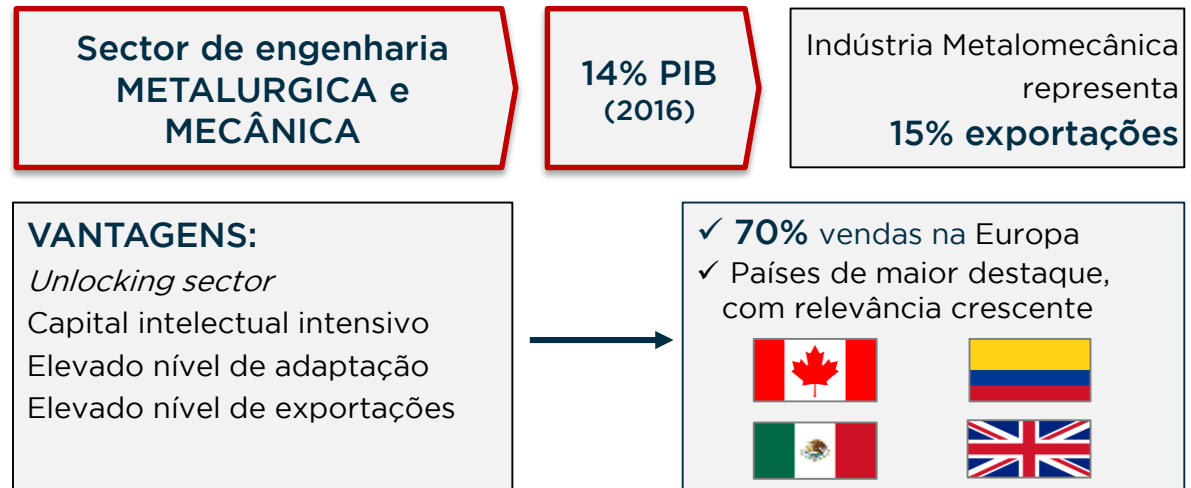 Sector de engenharia
METALURGICA e
MECÂNICA
14% PIB
(2016)
Indústria Metalomecânica
representa
15% exportações
VANTAGENS:
Unlocking sector
Capital intelectual intensivo
Elevado nível de adaptação
Elevado nível de exportações
✓ 70% vendas na Europa
✓ Países de maior destaque,
com relevância crescente